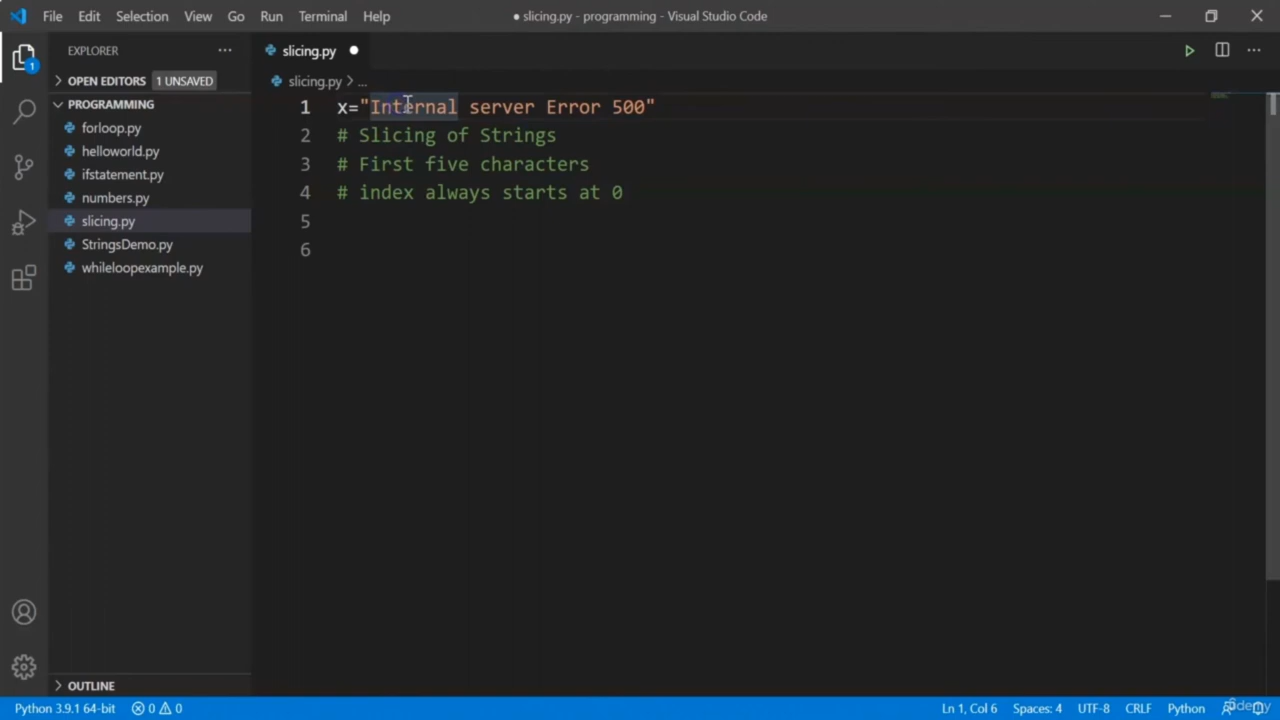 File Edit Selection View Go Run Terminal Help
● slicing.py - programming - Visual Studio Code
EXPLORER
slicing.py ●
1
OPEN EDITORS 1 UNSAVED
slicing.py > ...
PROGRAMMING
forloop.py
helloworld.py
ifstatement.py
numbers.py
slicing.py
StringsDemo.py
whileloopexample.py
1 x="Internal server Error 500"
2 # Slicing of Strings
3 # First five characters
4 # index always starts at 0
5
6
OUTLINE
Python 3.9.1 64-bit 0 0
Ln 1, Col 6 Spaces: 4 UTF-8 CRLF Python
Udemy